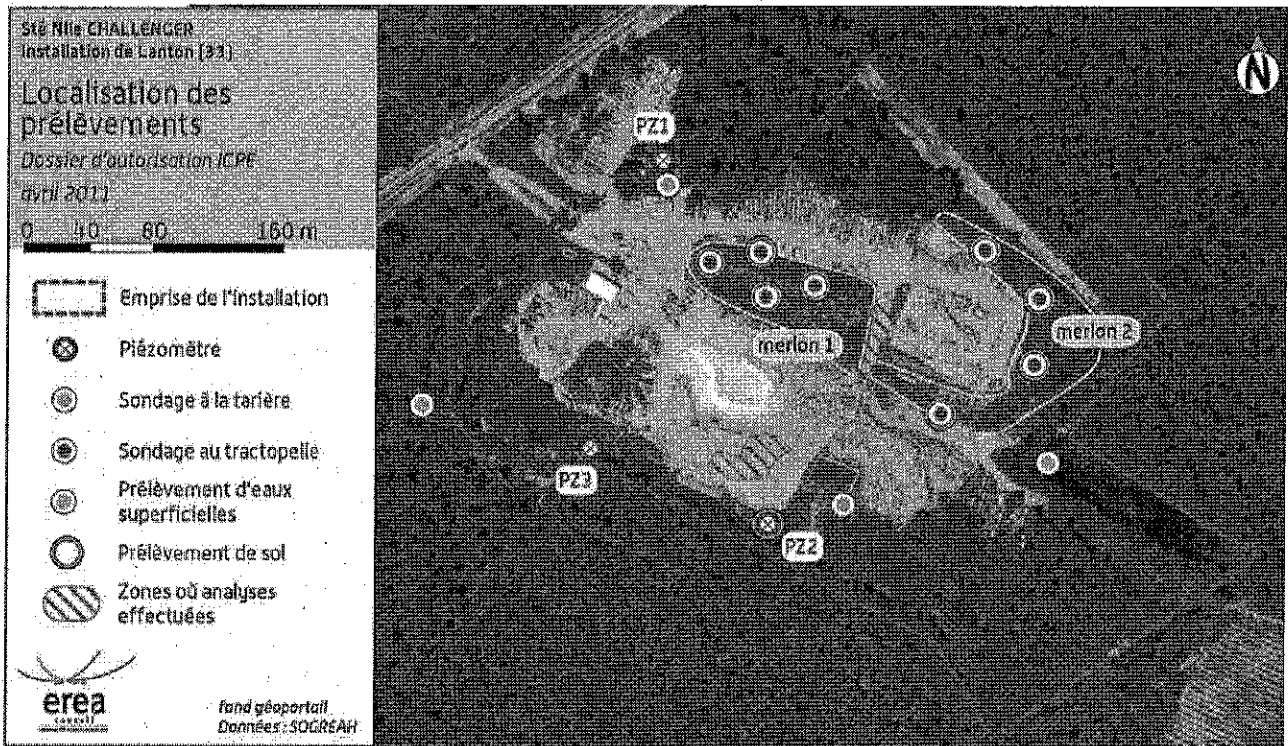 Sté Nlle CHALLENGER
Installation de Lanton (33)
Localisation des
prélèvements
Dossier d'autorisation ICPE
avril 2011
0 40 80 160 m
Emprise de l'installation
Piézomètre
Sondage à la tarière
Sondage au tractopelle
Prélèvement d'eaux
superficielles
Prélèvement de sol
Zones où analyses
effectuées
erea
conseil
fond géoportail
Données : SOGREAH
N
PZ1
merlon 1
merlon 2
PZ3
PZ2